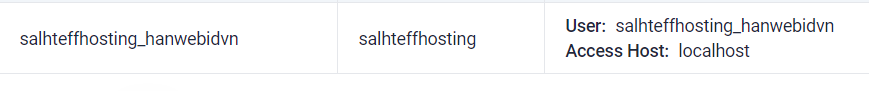 salhteffhosting_hanwebidvn
salhteffhosting
User: salhteffhosting_hanwebidvn
Access Host: localhost